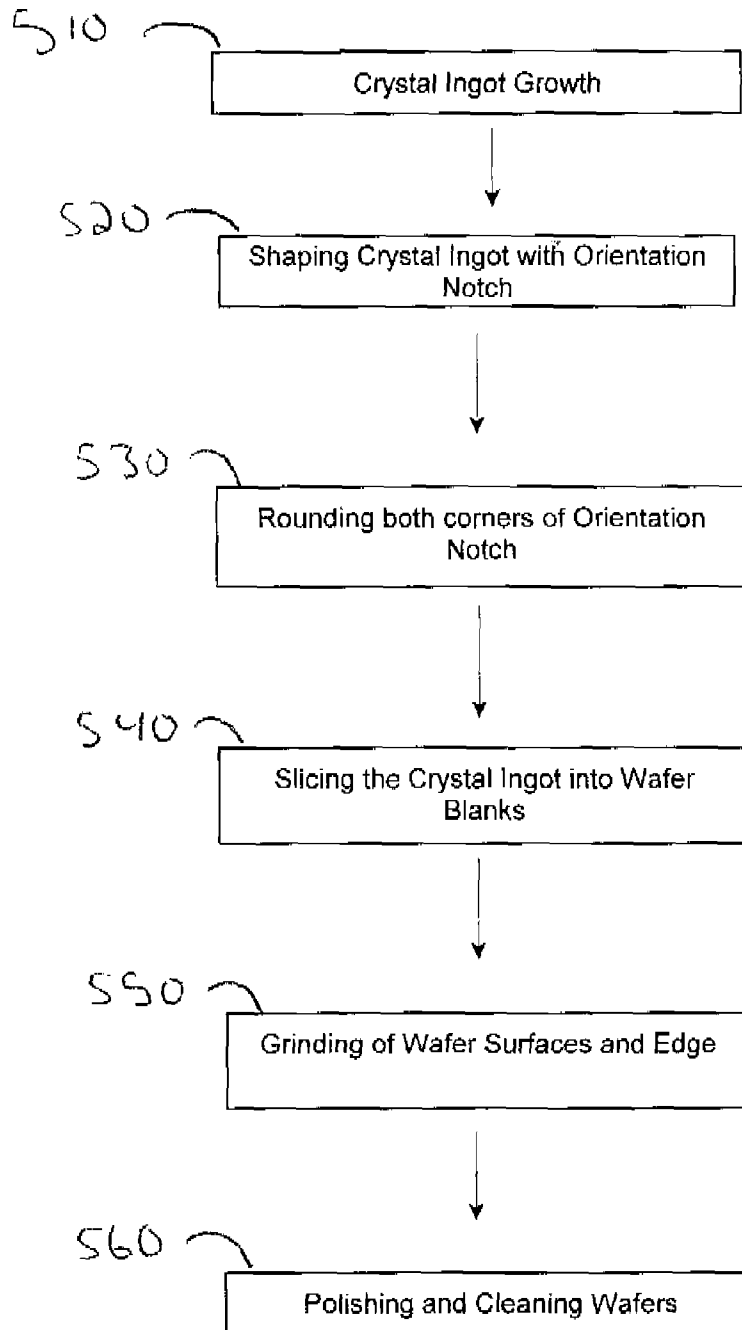 510
Crystal Ingot Growth
520
Shaping Crystal Ingot with Orientation
Notch
530
Rounding both corners of Orientation
Notch
540
Slicing the Crystal Ingot into Wafer
Blanks
550
Grinding of Wafer Surfaces and Edge
560
Polishing and Cleaning Wafers